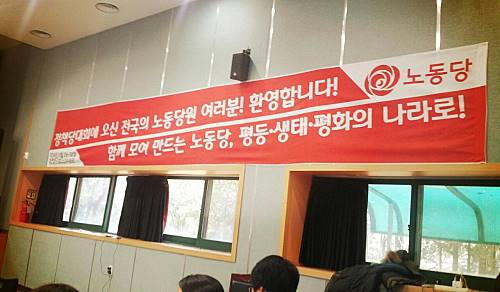 정책당대회에 오신 전국의 노동당원 여러분! 환영합니다!
함께 모여 만드는 노동당, 평등·생태·평화의 나라로!
노동당